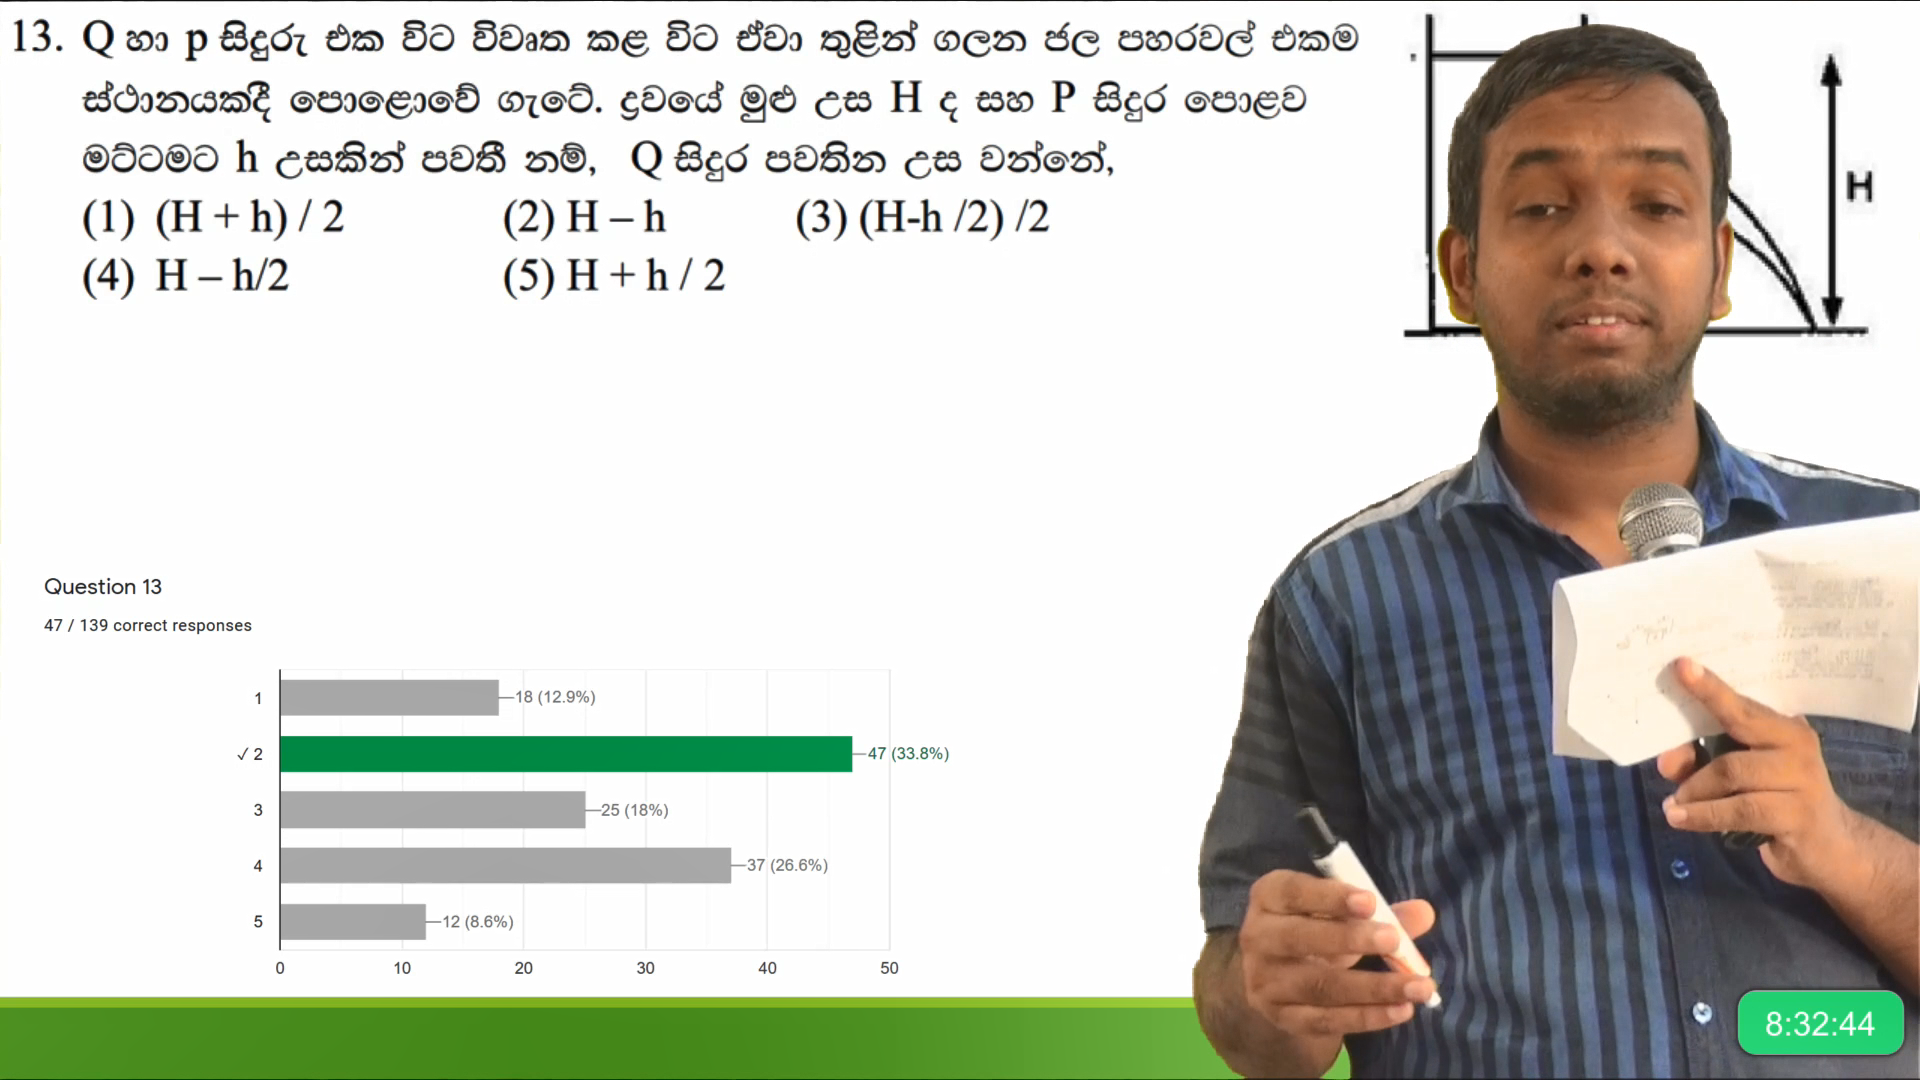 13. Q හා p සිදුරු එක විට විවෘත කළ විට ඒවා තුළින් ගලන ජල පහරවල් එකම
ස්ථානයකදී පොළොවේ ගැටේ. ද්‍රවයේ මුළු උස H ද සහ P සිදුර පොළව
මට්ටමට h උසකින් පවතී නම්, Q සිදුර පවතින උස වන්නේ,
(1) (H + h) / 2 (2) H – h (3) (H-h /2) /2
(4) H – h/2 (5) H + h / 2
H
Question 13
47 / 139 correct responses
1 18 (12.9%)
✓ 2 47 (33.8%)
3 25 (18%)
4 37 (26.6%)
5 12 (8.6%)
0 10 20 30 40 50
8:32:44